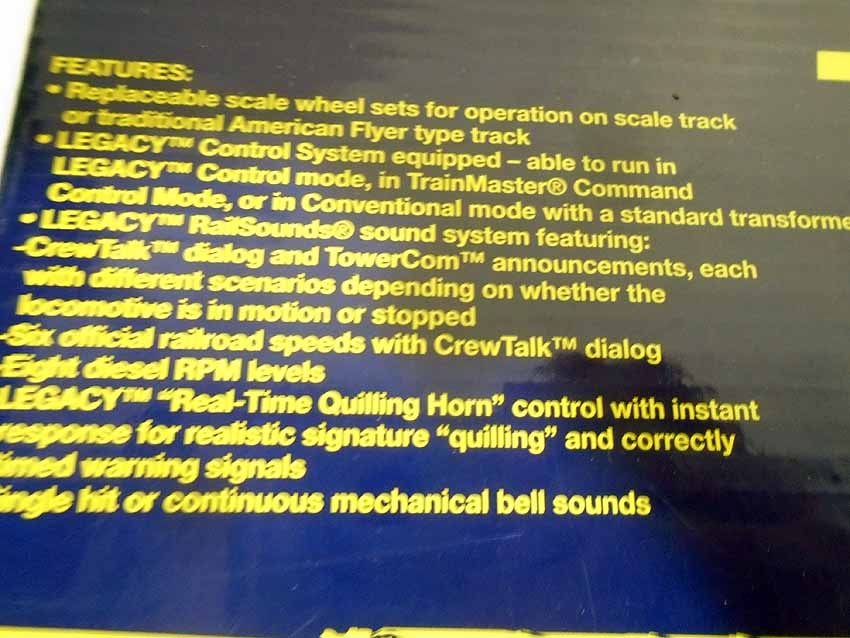 FEATURES:
• Replaceable scale wheel sets for operation on scale track
or traditional American Flyer type track
• LEGACY™ Control System equipped – able to run in
LEGACY™ Control mode, in TrainMaster® Command
Control Mode, or in Conventional mode with a standard transforme
• LEGACY™ RailSounds® sound system featuring:
-CrewTalk™ dialog and TowerCom™ announcements, each
with different scenarios depending on whether the
locomotive is in motion or stopped
-Six official railroad speeds with CrewTalk™ dialog
-Eight diesel RPM levels
LEGACY™ “Real-Time Quilling Horn” control with instant
response for realistic signature “quilling” and correctly
timed warning signals
ingle hit or continuous mechanical bell sounds